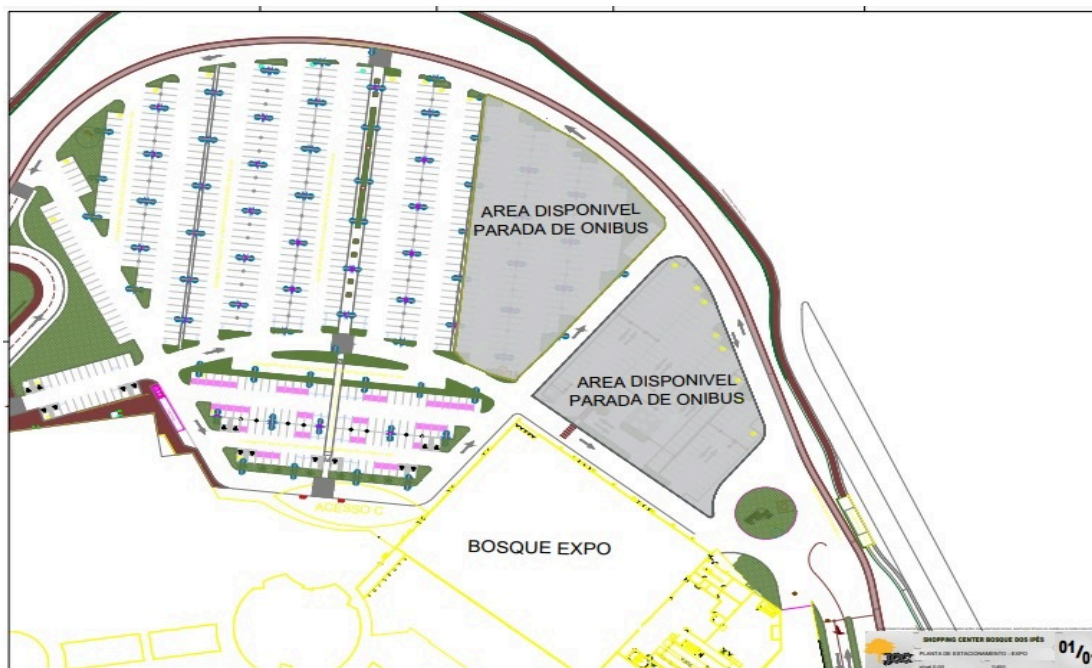 AREA DISPONIVEL
PARADA DE ONIBUS
AREA DISPONIVEL
PARADA DE ONIBUS
ACESSO C
BOSQUE EXPO
SHOPPING CENTER BOSQUE DOS IPÊS
PLANTA DE ESTACIONAMENTO - EXPO
01/0